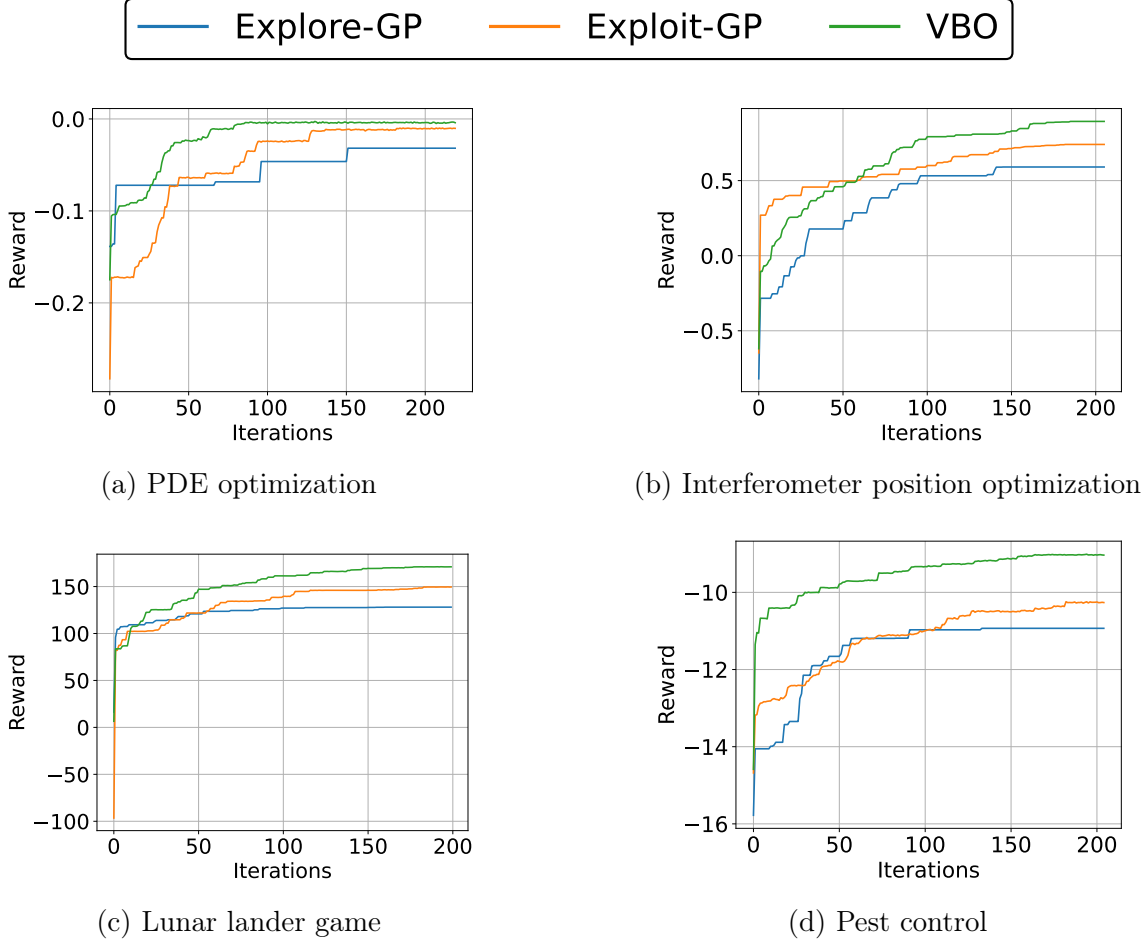 Explore-GP Exploit-GP VBO
0.0
−0.1
−0.2
Reward
0 50 100 150 200
Iterations
(a) PDE optimization
0.5
0.0
−0.5
Reward
0 50 100 150 200
Iterations
(b) Interferometer position optimization
150
100
50
0
−50
−100
Reward
0 50 100 150 200
Iterations
(c) Lunar lander game
−10
−12
−14
−16
Reward
0 50 100 150 200
Iterations
(d) Pest control